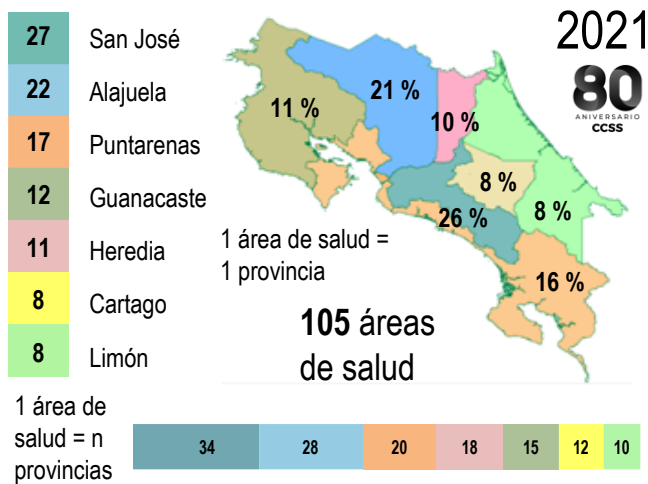 2021
80
ANIVERSARIO
CCSS
27 San José
22 Alajuela
17 Puntarenas
12 Guanacaste
11 Heredia
8 Cartago
8 Limón
11 %
21 %
10 %
8 %
8 %
26 %
16 %
1 área de salud =
1 provincia
105 áreas
de salud
1 área de
salud = n
provincias
34 28 20 18 15 12 10